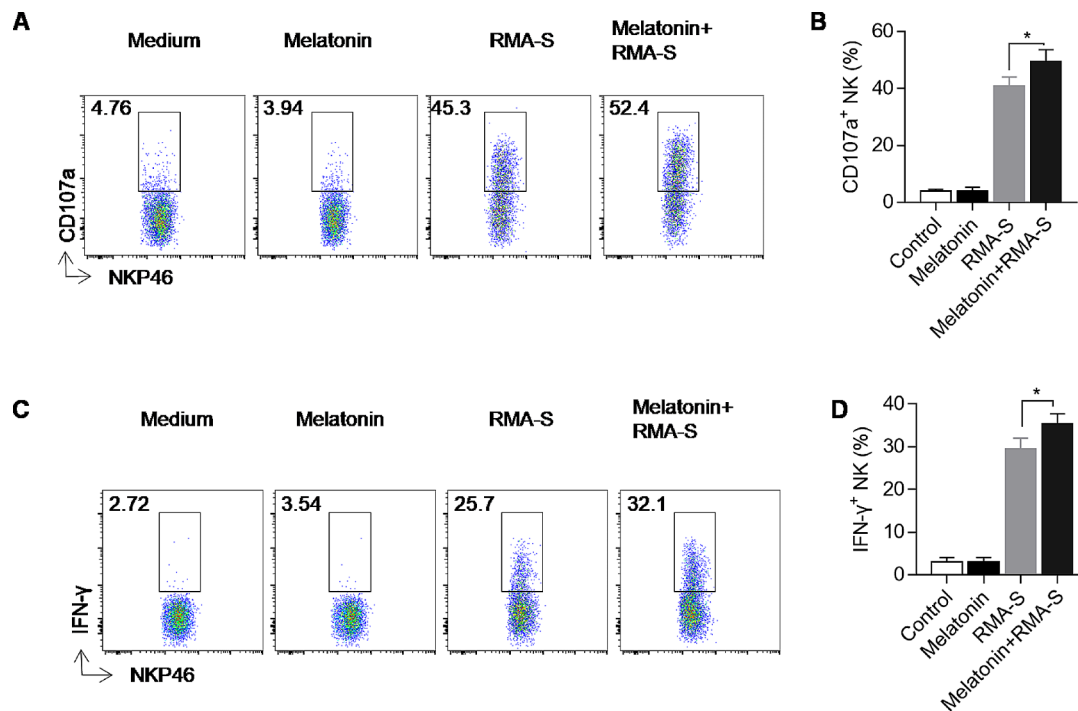 A
Medium
Melatonin
RMA-S
Melatonin+
RMA-S
4.76
3.94
45.3
52.4
CD107a
NKP46
B
CD107a+ NK (%)
60
40
20
0
*
Control
Melatonin
RMA-S
Melatonin+RMA-S
C
Medium
Melatonin
RMA-S
Melatonin+
RMA-S
2.72
3.54
25.7
32.1
IFN-γ
NKP46
D
IFN-γ+ NK (%)
40
30
20
10
0
*
Control
Melatonin
RMA-S
Melatonin+RMA-S